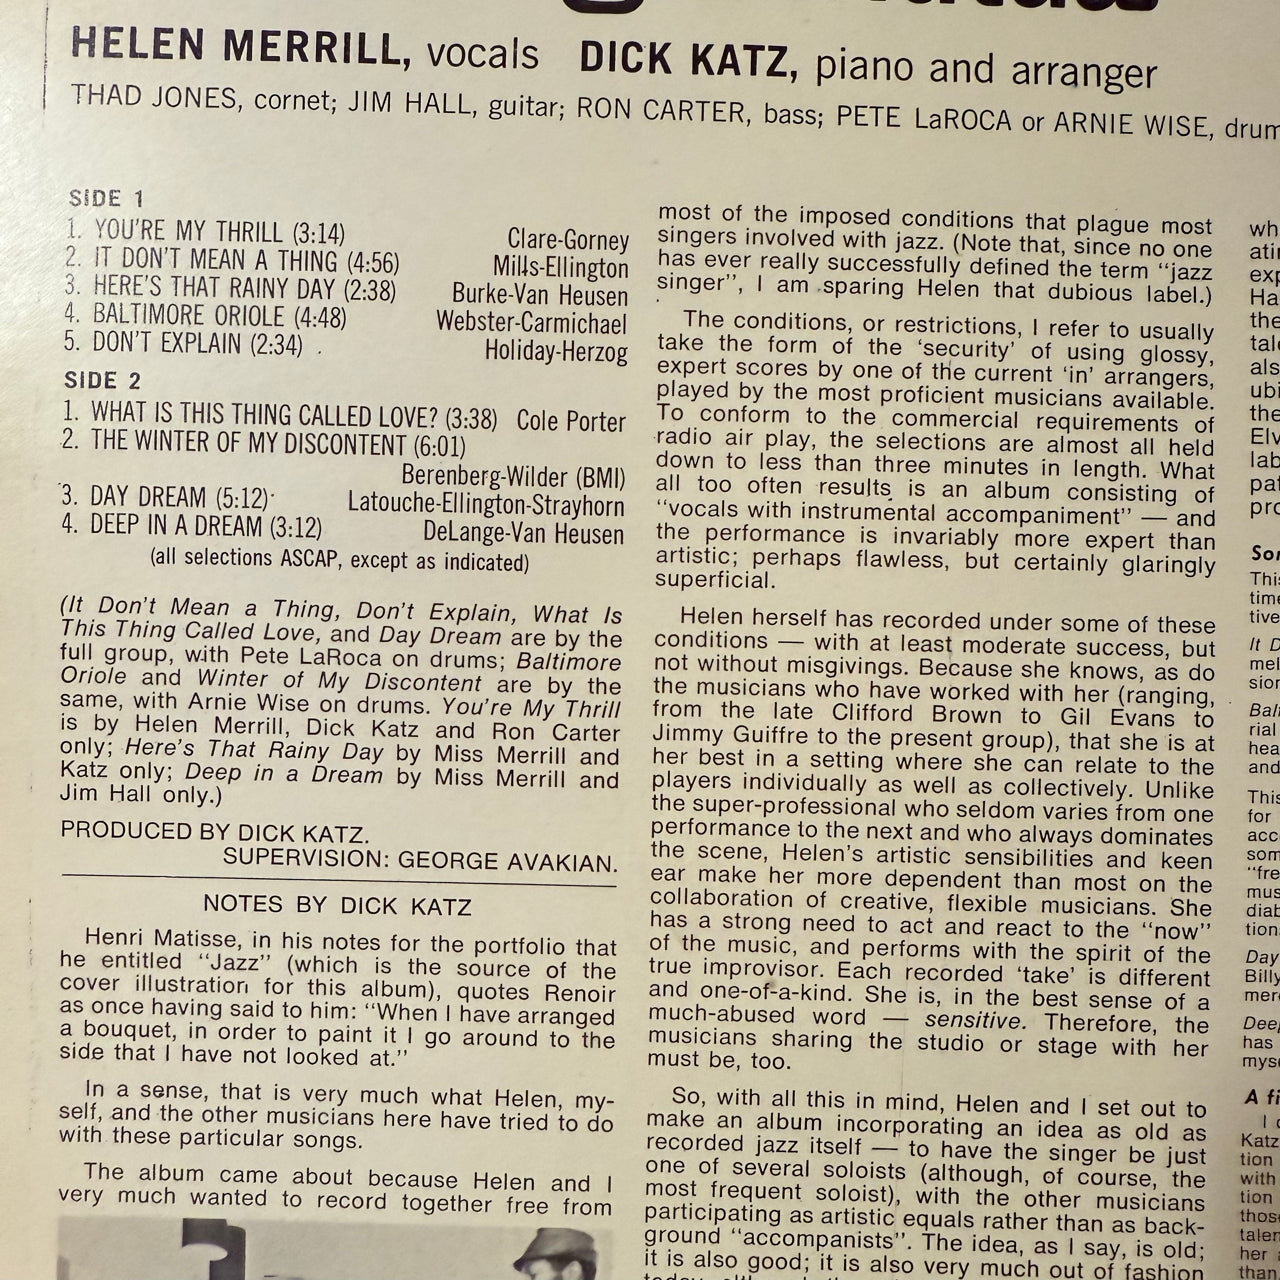 HELEN MERRILL, vocals DICK KATZ, piano and arranger
THAD JONES, cornet; JIM HALL, guitar; RON CARTER, bass; PETE LaROCA or ARNIE WISE, drum
SIDE 1
1. YOU'RE MY THRILL (3:14) Clare-Gorney
2. IT DON'T MEAN A THING (4:56) Mills-Ellington
3. HERE'S THAT RAINY DAY (2:38) Burke-Van Heusen
4. BALTIMORE ORIOLE (4:48) Webster-Carmichael
5. DON'T EXPLAIN (2:34) Holiday-Herzog
SIDE 2
1. WHAT IS THIS THING CALLED LOVE? (3:38) Cole Porter
2. THE WINTER OF MY DISCONTENT (6:01)
Berenberg-Wilder (BMI)
3. DAY DREAM (5:12) Latouche-Ellington-Strayhorn
4. DEEP IN A DREAM (3:12) DeLange-Van Heusen
(all selections ASCAP, except as indicated)
(It Don't Mean a Thing, Don't Explain, What Is
This Thing Called Love, and Day Dream are by the
full group, with Pete LaRoca on drums; Baltimore
Oriole and Winter of My Discontent are by the
same, with Arnie Wise on drums. You're My Thrill
is by Helen Merrill, Dick Katz and Ron Carter
only; Here's That Rainy Day by Miss Merrill and
Katz only; Deep in a Dream by Miss Merrill and
Jim Hall only.)
PRODUCED BY DICK KATZ.
SUPERVISION: GEORGE AVAKIAN.
NOTES BY DICK KATZ
Henri Matisse, in his notes for the portfolio that
he entitled "Jazz" (which is the source of the
cover illustration for this album), quotes Renoir
as once having said to him: "When I have arranged
a bouquet, in order to paint it I go around to the
side that I have not looked at."
In a sense, that is very much what Helen, my-
self, and the other musicians here have tried to do
with these particular songs.
The album came about because Helen and I
very much wanted to record together free from
most of the imposed conditions that plague most
singers involved with jazz. (Note that, since no one
has ever really successfully defined the term "jazz
singer", I am sparing Helen that dubious label.)
The conditions, or restrictions, I refer to usually
take the form of the 'security' of using glossy,
expert scores by one of the current 'in' arrangers,
played by the most proficient musicians available.
To conform to the commercial requirements of
radio air play, the selections are almost all held
down to less than three minutes in length. What
all too often results is an album consisting of
"vocals with instrumental accompaniment" — and
the performance is invariably more expert than
artistic; perhaps flawless, but certainly glaringly
superficial.
Helen herself has recorded under some of these
conditions — with at least moderate success, but
not without misgivings. Because she knows, as do
the musicians who have worked with her (ranging,
from the late Clifford Brown to Gil Evans to
Jimmy Guiffre to the present group), that she is at
her best in a setting where she can relate to the
players individually as well as collectively. Unlike
the super-professional who seldom varies from one
performance to the next and who always dominates
the scene, Helen's artistic sensibilities and keen
ear make her more dependent than most on the
collaboration of creative, flexible musicians. She
has a strong need to act and react to the "now"
of the music, and performs with the spirit of the
true improvisor. Each recorded 'take' is different
and one-of-a-kind. She is, in the best sense of a
much-abused word — sensitive. Therefore, the
musicians sharing the studio or stage with her
must be, too.
So, with all this in mind, Helen and I set out to
make an album incorporating an idea as old as
recorded jazz itself — to have the singer be just
one of several soloists (although, of course, the
most frequent soloist), with the other musicians
participating as artistic equals rather than as back-
ground "accompanists". The idea, as I say, is old;
it is also good; it is also very much out of fashion